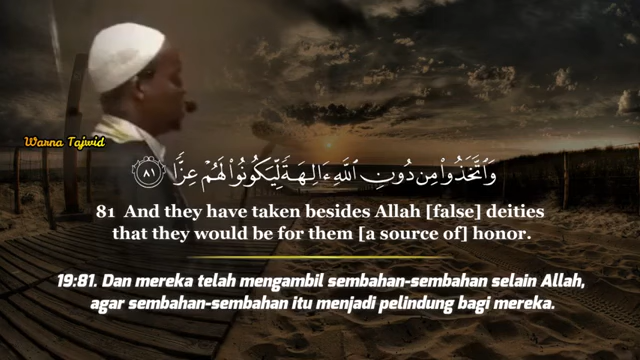 Warna Tajwid
وَٱتَّخَذُوا۟ مِن دُونِ ٱللَّهِ ءَالِهَةً لِّيَكُونُوا۟ لَهُمْ عِزًّا ٨١
81 And they have taken besides Allah [false] deities
that they would be for them [a source of] honor.
19:81. Dan mereka telah mengambil sembahan-sembahan selain Allah,
agar sembahan-sembahan itu menjadi pelindung bagi mereka.